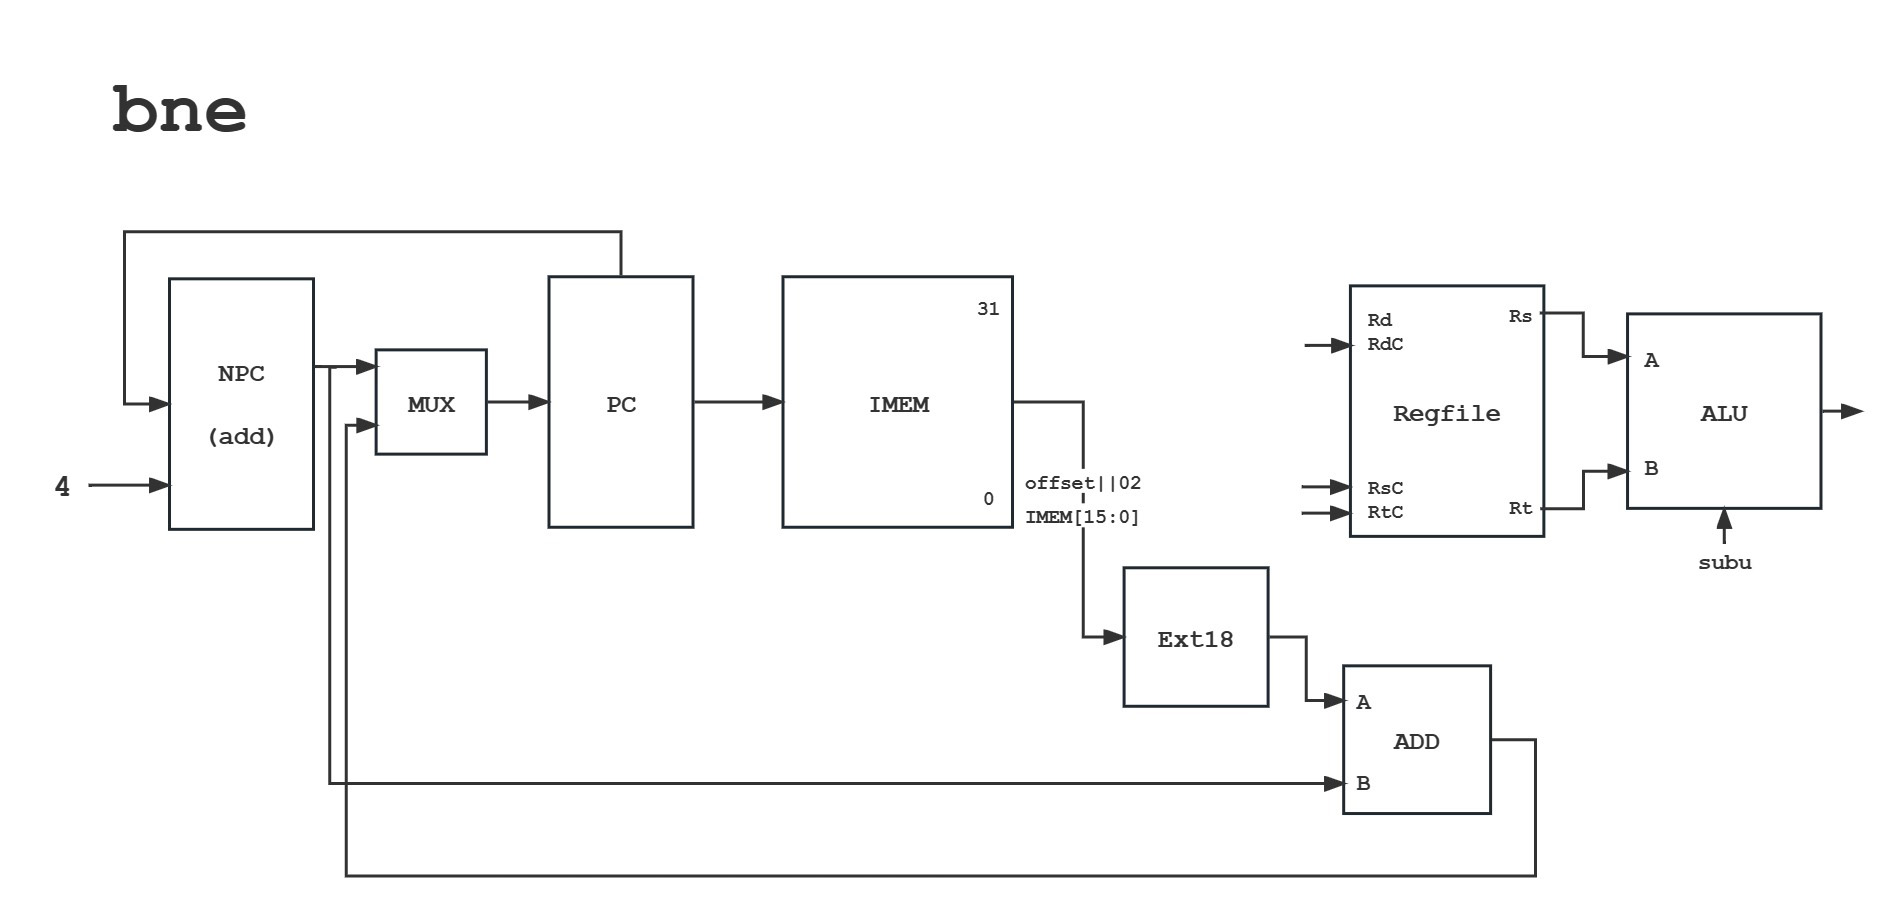 bne
NPC
(add)
4
MUX
PC
31
IMEM
0
offset||02
IMEM[15:0]
Rd
RdC
Rs
Regfile
RsC
RtC
Rt
A
ALU
B
subu
Ext18
A
ADD
B